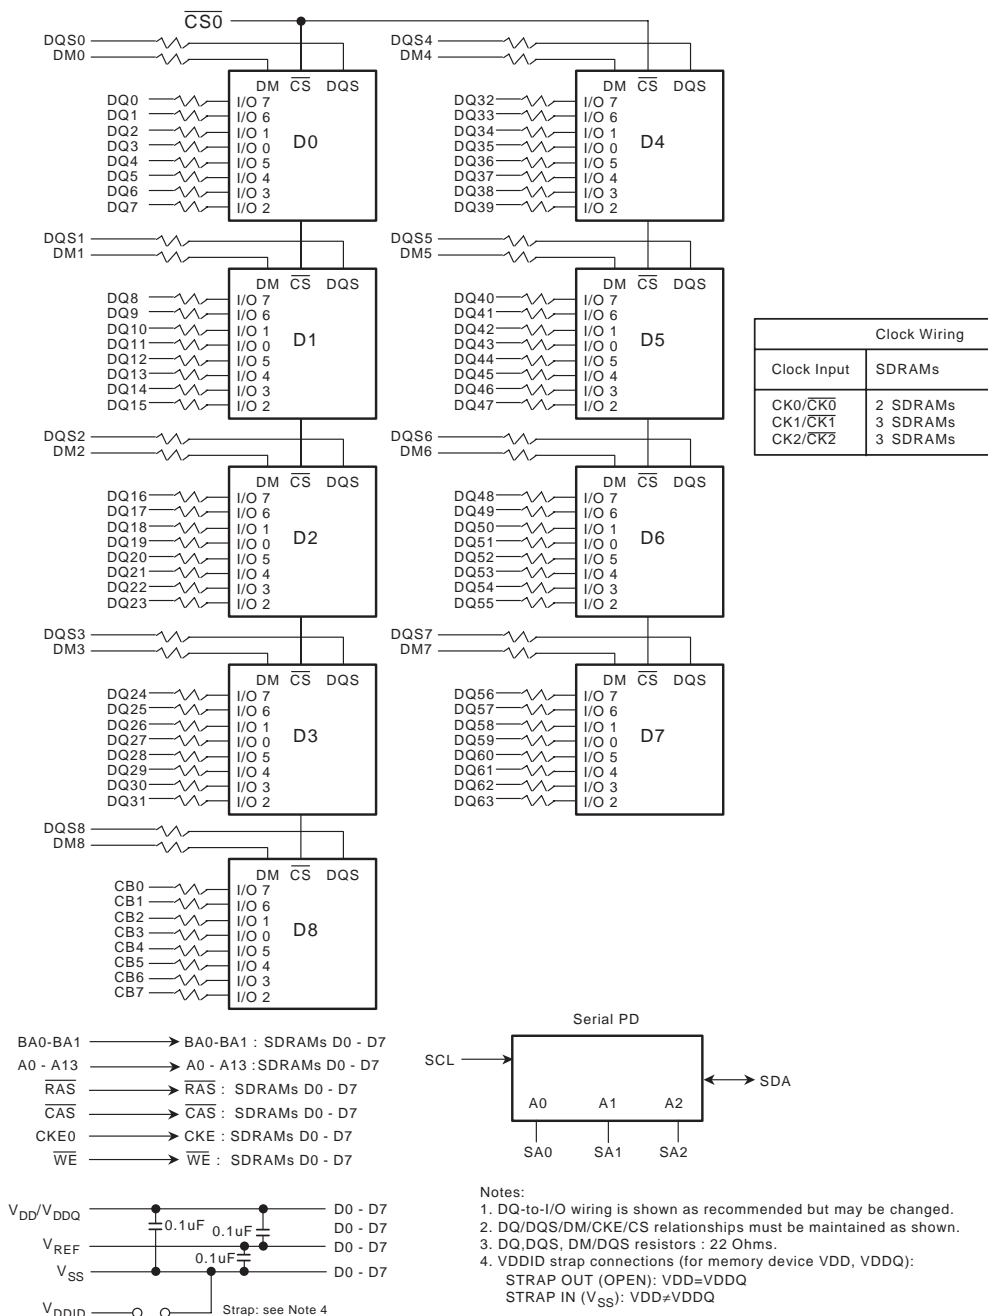 CS0
DQS0
DM0
DM CS DQS
DQ0 I/O 7
DQ1 I/O 6
DQ2 I/O 1
DQ3 I/O 0
DQ4 I/O 5
DQ5 I/O 4
DQ6 I/O 3
DQ7 I/O 2
D0
DQS4
DM4
DM CS DQS
DQ32 I/O 7
DQ33 I/O 6
DQ34 I/O 1
DQ35 I/O 0
DQ36 I/O 5
DQ37 I/O 4
DQ38 I/O 3
DQ39 I/O 2
D4
DQS1
DM1
DM CS DQS
DQ8 I/O 7
DQ9 I/O 6
DQ10 I/O 1
DQ11 I/O 0
DQ12 I/O 5
DQ13 I/O 4
DQ14 I/O 3
DQ15 I/O 2
D1
DQS5
DM5
DM CS DQS
DQ40 I/O 7
DQ41 I/O 6
DQ42 I/O 1
DQ43 I/O 0
DQ44 I/O 5
DQ45 I/O 4
DQ46 I/O 3
DQ47 I/O 2
D5
Clock Wiring
Clock Input SDRAMs
CK0/CK0 2 SDRAMs
CK1/CK1 3 SDRAMs
CK2/CK2 3 SDRAMs
DQS2
DM2
DM CS DQS
DQ16 I/O 7
DQ17 I/O 6
DQ18 I/O 1
DQ19 I/O 0
DQ20 I/O 5
DQ21 I/O 4
DQ22 I/O 3
DQ23 I/O 2
D2
DQS6
DM6
DM CS DQS
DQ48 I/O 7
DQ49 I/O 6
DQ50 I/O 1
DQ51 I/O 0
DQ52 I/O 5
DQ53 I/O 4
DQ54 I/O 3
DQ55 I/O 2
D6
DQS3
DM3
DM CS DQS
DQ24 I/O 7
DQ25 I/O 6
DQ26 I/O 1
DQ27 I/O 0
DQ28 I/O 5
DQ29 I/O 4
DQ30 I/O 3
DQ31 I/O 2
D3
DQS7
DM7
DM CS DQS
DQ56 I/O 7
DQ57 I/O 6
DQ58 I/O 1
DQ59 I/O 0
DQ60 I/O 5
DQ61 I/O 4
DQ62 I/O 3
DQ63 I/O 2
D7
DQS8
DM8
DM CS DQS
CB0 I/O 7
CB1 I/O 6
CB2 I/O 1
CB3 I/O 0
CB4 I/O 5
CB5 I/O 4
CB6 I/O 3
CB7 I/O 2
D8
BA0-BA1 BA0-BA1 : SDRAMs D0 - D7
A0 - A13 A0 - A13 :SDRAMs D0 - D7
RAS RAS : SDRAMs D0 - D7
CAS CAS : SDRAMs D0 - D7
CKE0 CKE : SDRAMs D0 - D7
WE WE : SDRAMs D0 - D7
Serial PD
SCL
SDA
A0 A1 A2
SA0 SA1 SA2
VDD/VDDQ D0 - D7
0.1uF 0.1uF D0 - D7
VREF D0 - D7
0.1uF
VSS D0 - D7
VDDID Strap: see Note 4
Notes:
1. DQ-to-I/O wiring is shown as recommended but may be changed.
2. DQ/DQS/DM/CKE/CS relationships must be maintained as shown.
3. DQ,DQS, DM/DQS resistors : 22 Ohms.
4. VDDID strap connections (for memory device VDD, VDDQ):
STRAP OUT (OPEN): VDD=VDDQ
STRAP IN (VSS): VDD≠VDDQ